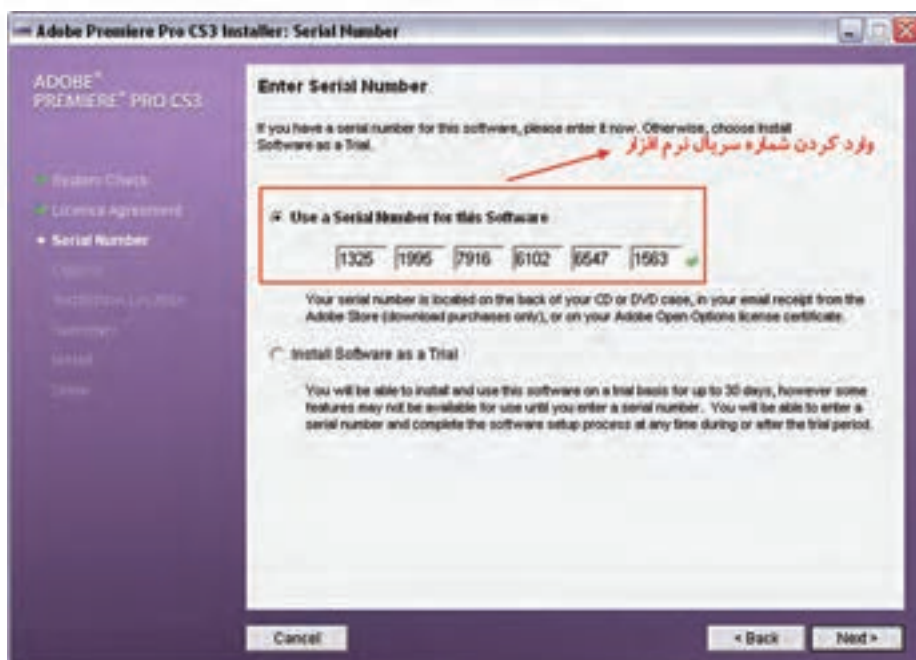 Adobe Premiere Pro CS3 Installer: Serial Number
ADOBE®
PREMIERE® PRO CS3
System Check
License Agreement
Serial Number
Installation Location
Summary
Enter Serial Number
If you have a serial number for this software, please enter it now. Otherwise, choose Install
Software as a Trial.
وارد کردن شماره سریال نرم افزار
Use a Serial Number for this Software
1325 1995 7916 6102 6547 1563
Your serial number is located on the back of your CD or DVD case, in your email receipt from the
Adobe Store (download purchases only), or on your Adobe Open Options license certificate.
Install Software as a Trial
You will be able to install and use this software on a trial basis for up to 30 days, however some
features may not be available for use until you enter a serial number. You will be able to enter a
serial number and complete the software setup process at any time during or after the trial period.
Cancel
< Back
Next >